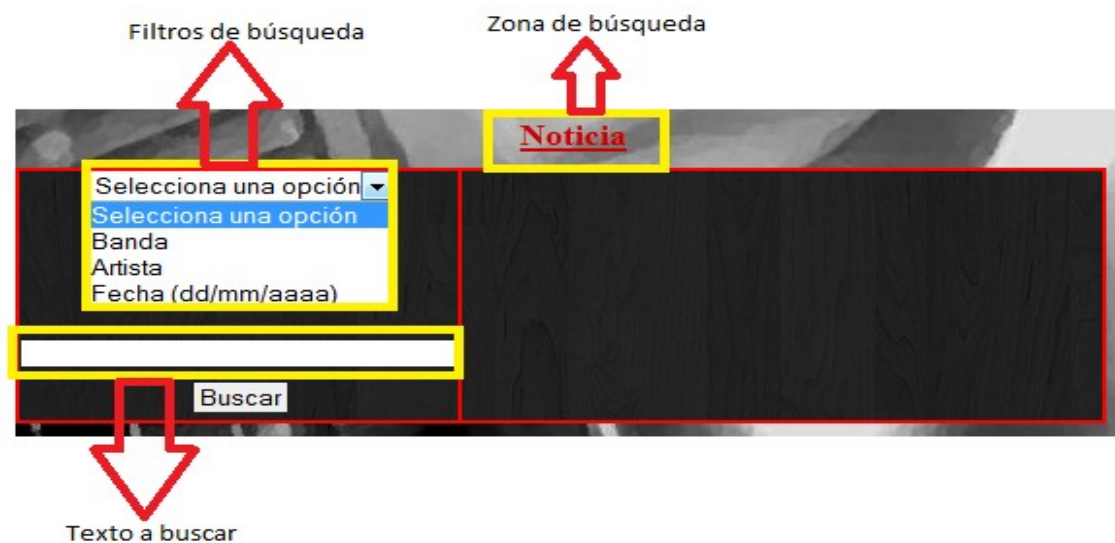 Filtros de búsqueda
Zona de búsqueda
Noticia
Selecciona una opción
Selecciona una opción
Banda
Artista
Fecha (dd/mm/aaaa)
Buscar
Texto a buscar